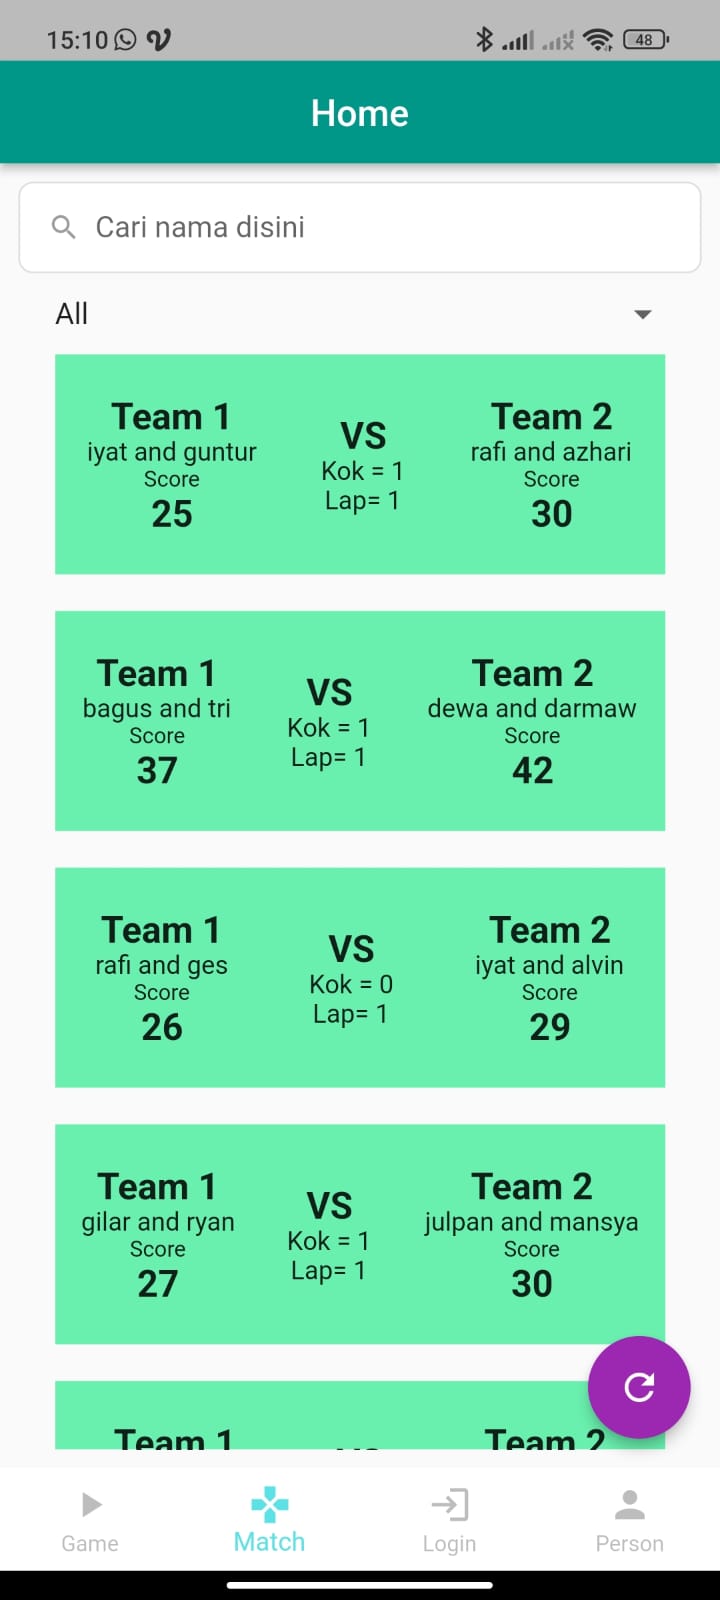 15:10
48
Home
Cari nama disini
All
Team 1
iyat and guntur
Score
25
VS
Kok = 1
Lap= 1
Team 2
rafi and azhari
Score
30
Team 1
bagus and tri
Score
37
VS
Kok = 1
Lap= 1
Team 2
dewa and darmaw
Score
42
Team 1
rafi and ges
Score
26
VS
Kok = 0
Lap= 1
Team 2
iyat and alvin
Score
29
Team 1
gilar and ryan
Score
27
VS
Kok = 1
Lap= 1
Team 2
julpan and mansya
Score
30
Team 1
Team 2
Game
Match
Login
Person